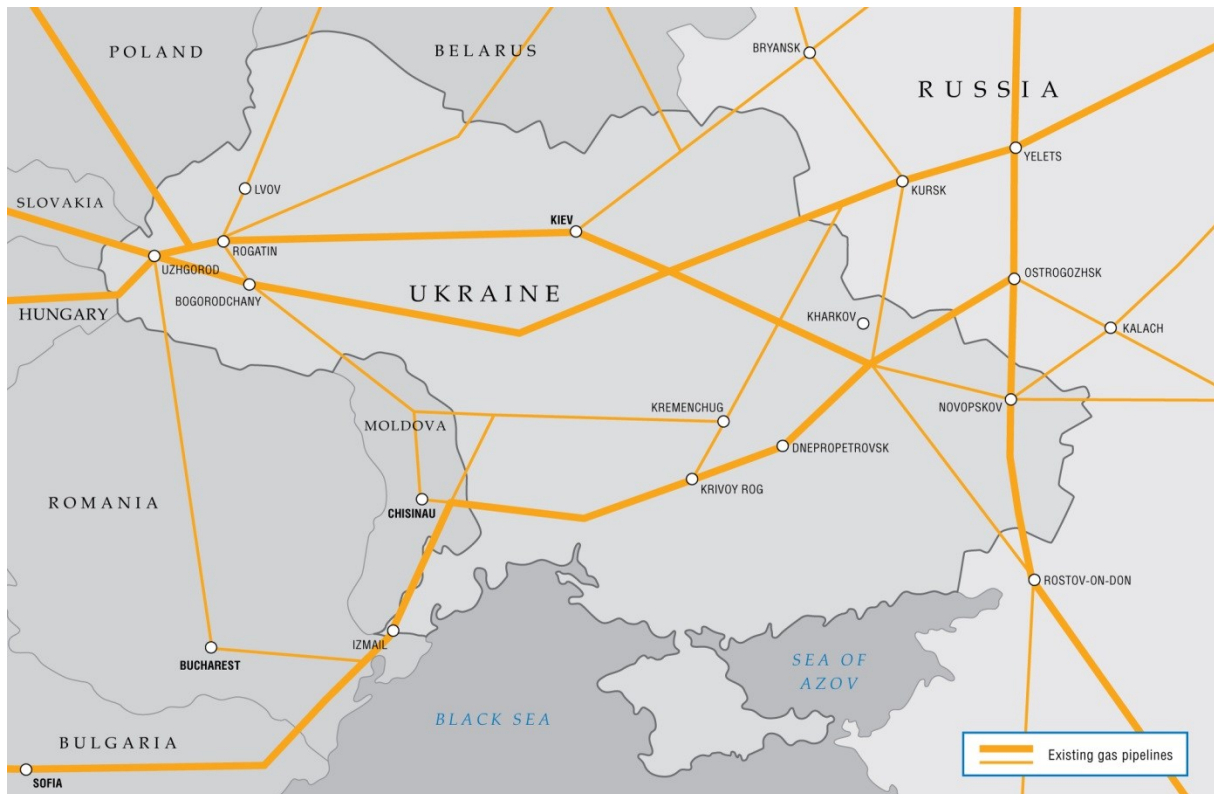 POLAND
BELARUS
BRYANSK
RUSSIA
YELETS
LVOV
KURSK
SLOVAKIA
KIEV
ROGATIN
UZHGOROD
OSTROGOZHSK
BOGORODCHANY
UKRAINE
HUNGARY
KHARKOV
KALACH
NOVOPSKOV
KREMENCHUG
MOLDOVA
DNEPROPETROVSK
KRIVOY ROG
ROMANIA
CHISINAU
ROSTOV-ON-DON
IZMAIL
BUCHAREST
SEA OF
AZOV
BLACK SEA
BULGARIA
Existing gas pipelines
SOFIA